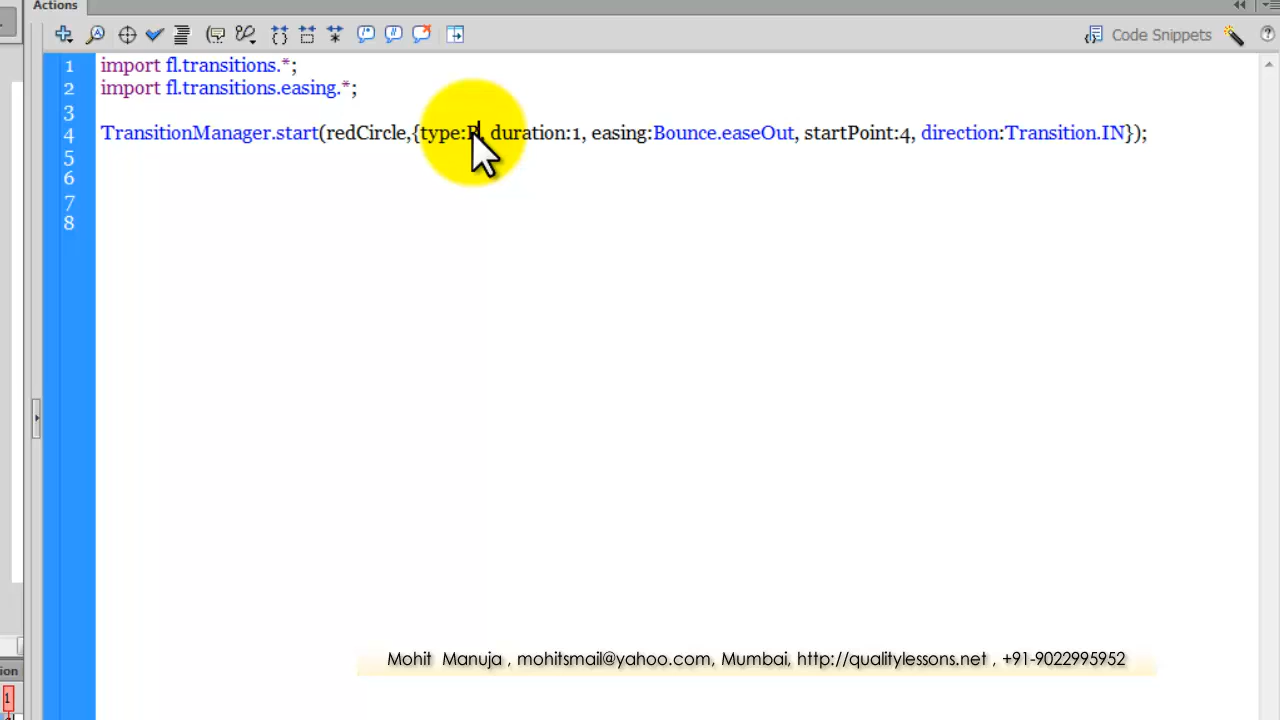 Actions
Code Snippets
1 import fl.transitions.*;
2 import fl.transitions.easing.*;
3
4 TransitionManager.start(redCircle,{type:R, duration:1, easing:Bounce.easeOut, startPoint:4, direction:Transition.IN});
5
6
7
8
Mohit Manuja , mohitsmail@yahoo.com, Mumbai, http://qualitylessons.net , +91-9022995952
ion
1